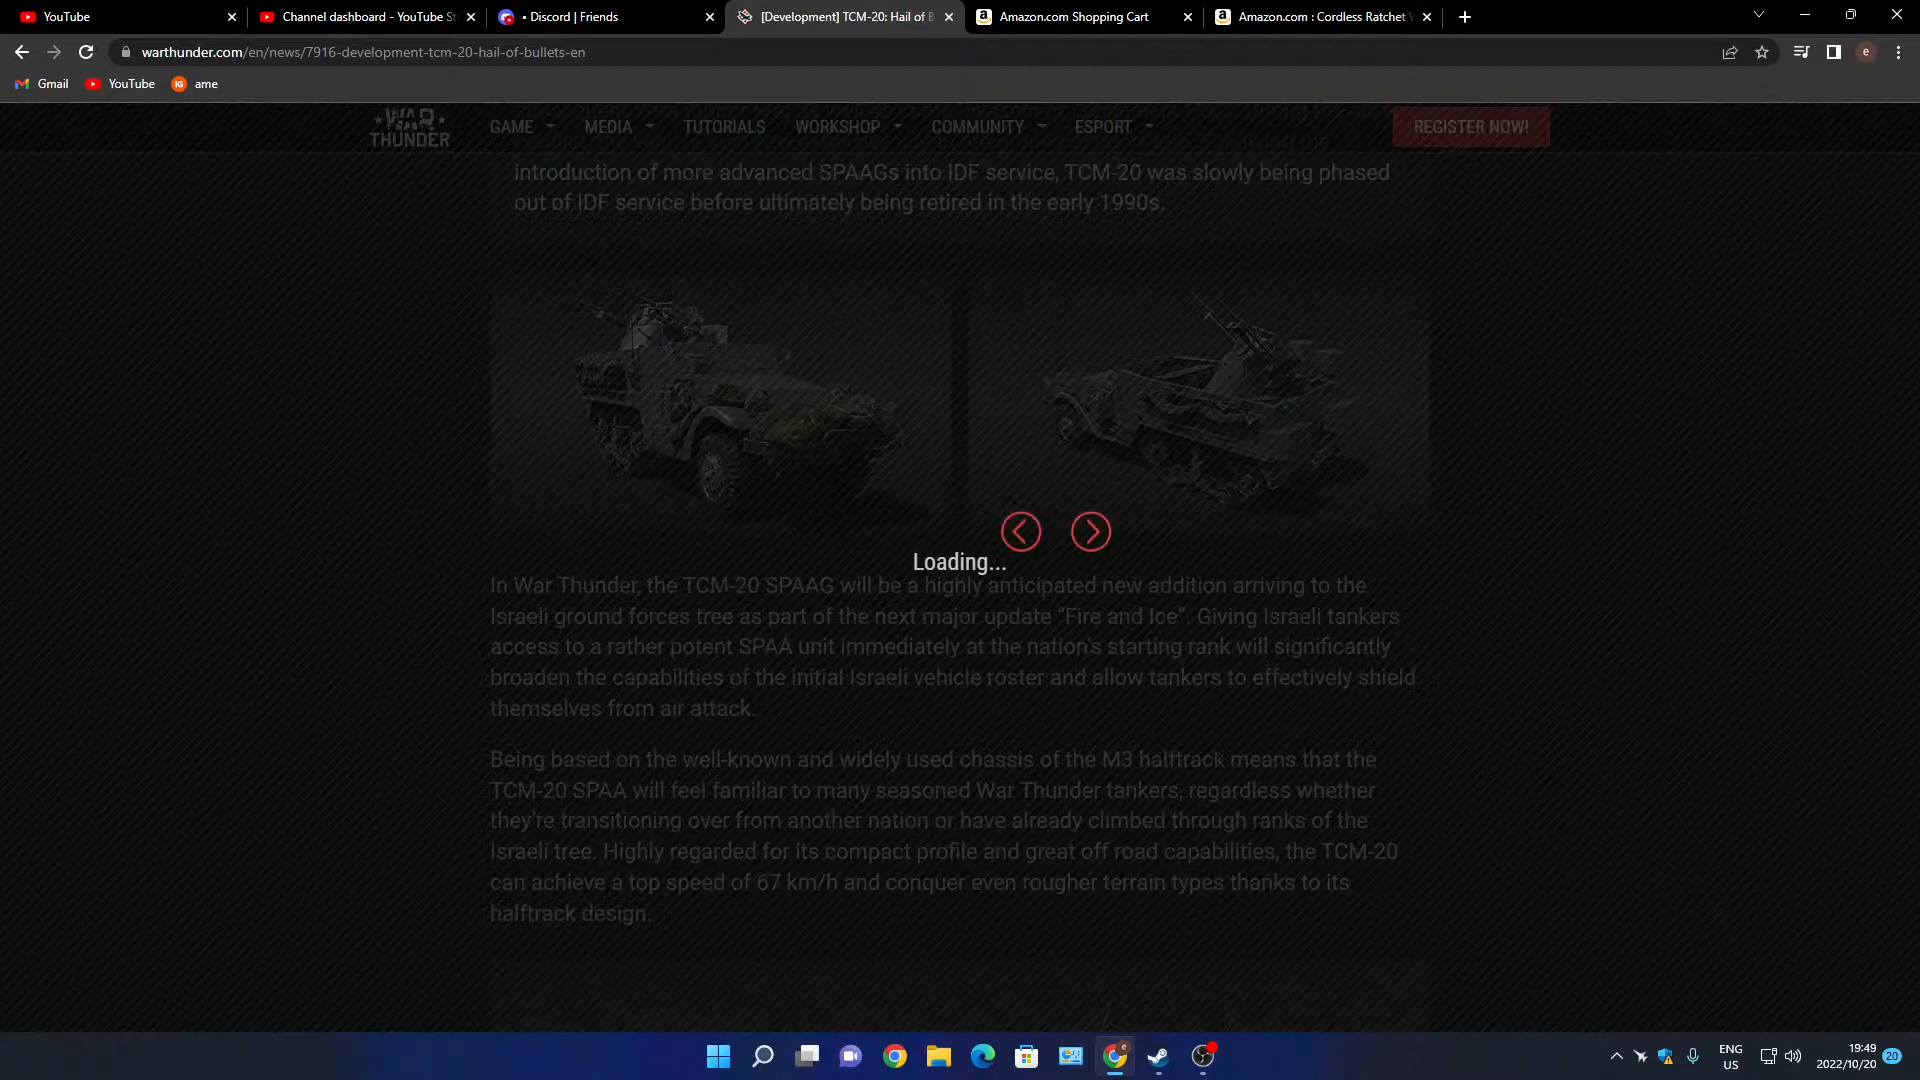 YouTube
Channel dashboard - YouTube St
• Discord | Friends
[Development] TCM-20: Hail of B
Amazon.com Shopping Cart
Amazon.com : Cordless Ratchet
warthunder.com/en/news/7916-development-tcm-20-hail-of-bullets-en
e
Gmail
YouTube
IG
ame
WAR
THUNDER
GAME
MEDIA
TUTORIALS
WORKSHOP
COMMUNITY
ESPORT
REGISTER NOW!
introduction of more advanced SPAAGs into IDF service, TCM-20 was slowly being phased
out of IDF service before ultimately being retired in the early 1990s.
Loading...
In War Thunder, the TCM-20 SPAAG will be a highly anticipated new addition arriving to the
Israeli ground forces tree as part of the next major update “Fire and Ice”. Giving Israeli tankers
access to a rather potent SPAA unit immediately at the nation's starting rank will significantly
broaden the capabilities of the initial Israeli vehicle roster and allow tankers to effectively shield
themselves from air attack.
Being based on the well-known and widely used chassis of the M3 halftrack means that the
TCM-20 SPAA will feel familiar to many seasoned War Thunder tankers, regardless whether
they're transitioning over from another nation or have already climbed through ranks of the
Israeli tree. Highly regarded for its compact profile and great off road capabilities, the TCM-20
can achieve a top speed of 67 km/h and conquer even rougher terrain types thanks to its
halftrack design.
ENG
US
19:49
2022/10/20
20